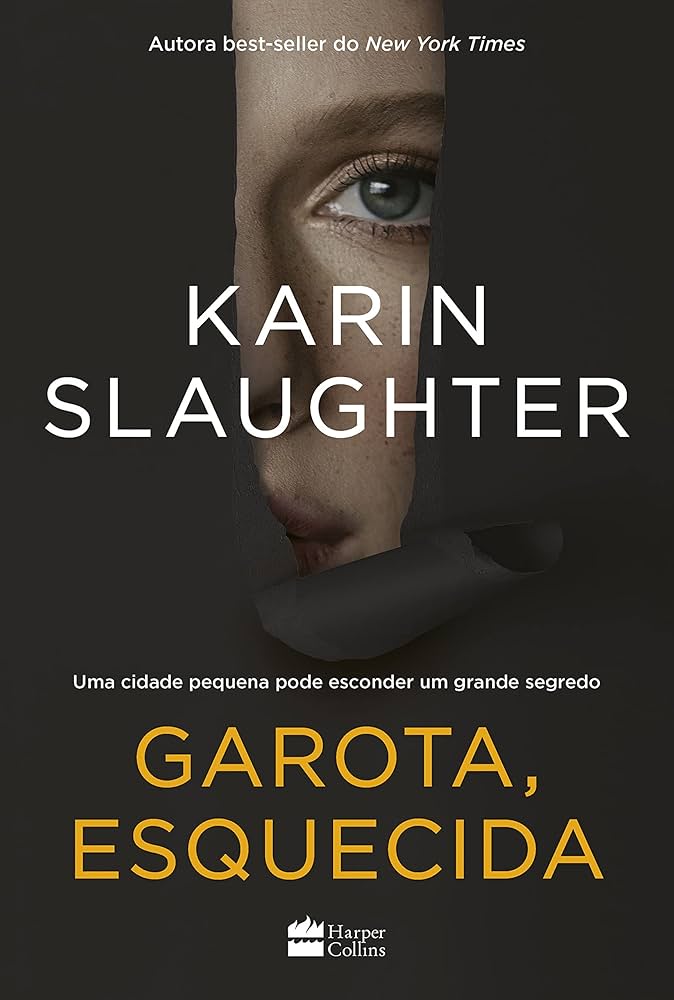 Autora best-seller do New York Times
KARIN
SLAUGHTER
Uma cidade pequena pode esconder um grande segredo
GAROTA,
ESQUECIDA
Harper
Collins